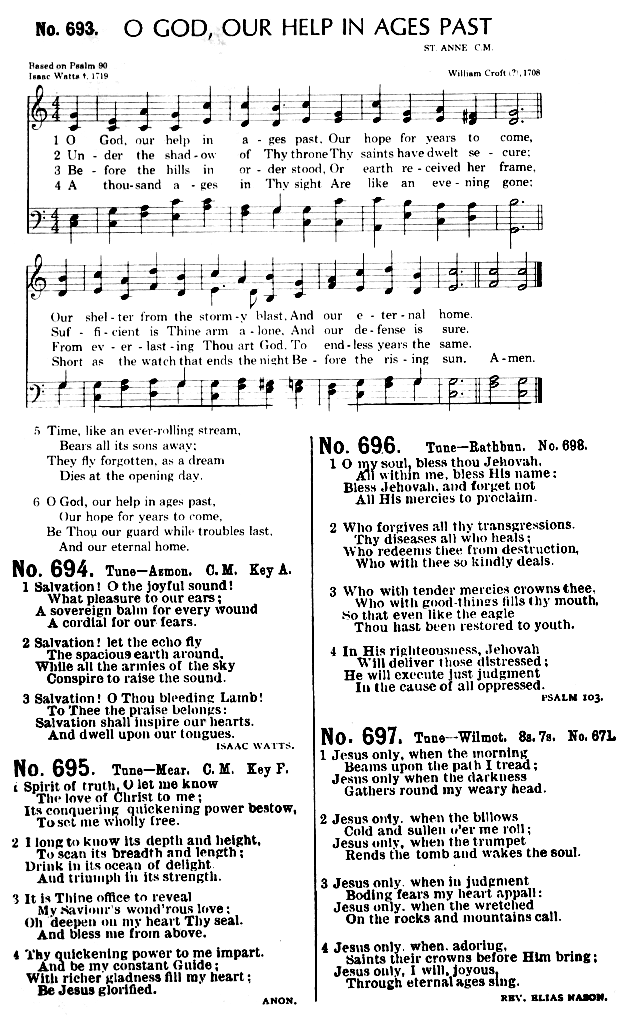 No. 693. O GOD, OUR HELP IN AGES PAST
ST. ANNE C.M.
Based on Psalm 90
Isaac Watts †, 1719
William Croft (?), 1708
1 O God, our help in a - ges past, Our hope for years to come,
2 Un - der the shad - ow of Thy throne Thy saints have dwelt se - cure;
3 Be - fore the hills in or - der stood, Or earth re - ceived her frame,
4 A thou-sand a - ges in Thy sight Are like an eve - ning gone;
Our shel - ter from the storm - y blast, And our e - ter - nal home.
Suf - fi - cient is Thine arm a - lone, And our de - fense is sure.
From ev - er - last - ing Thou art God, To end-less years the same.
Short as the watch that ends the night Be - fore the ris - ing sun. A-men.
5 Time, like an ever-rolling stream,
Bears all its sons away;
They fly forgotten, as a dream
Dies at the opening day.
6 O God, our help in ages past,
Our hope for years to come,
Be Thou our guard while troubles last,
And our eternal home.
No. 694. Tune—Azmon. C. M. Key A.
1 Salvation! O the joyful sound!
What pleasure to our ears;
A sovereign balm for every wound
A cordial for our fears.
2 Salvation! let the echo fly
The spacious earth around,
While all the armies of the sky
Conspire to raise the sound.
3 Salvation! O Thou bleeding Lamb!
To Thee the praise belongs:
Salvation shall inspire our hearts.
And dwell upon our tongues.
ISAAC WATTS.
No. 695. Tune—Mear. C. M. Key F.
1 Spirit of truth, O let me know
The love of Christ to me;
Its conquering quickening power bestow,
To set me wholly free.
2 I long to know its depth and height,
To scan its breadth and length;
Drink in its ocean of delight
And triumph in its strength.
3 It is Thine office to reveal
My Saviour's wond'rous love;
Oh deepen on my heart Thy seal.
And bless me from above.
4 Thy quickening power to me impart.
And be my constant Guide;
With richer gladness fill my heart;
Be Jesus glorified.
ANON.
No. 696. Tune—Rathbun. No. 698.
1 O my soul, bless thou Jehovah,
All within me, bless His name;
Bless Jehovah, and forget not
All His mercies to proclaim.
2 Who forgives all thy transgressions.
Thy diseases all who heals;
Who redeems thee from destruction,
Who with thee so kindly deals.
3 Who with tender mercies crowns thee,
Who with good-things fills thy mouth,
So that even like the eagle
Thou hast been restored to youth.
4 In His righteousness, Jehovah
Will deliver those distressed;
He will execute just judgment
In the cause of all oppressed.
PSALM 103.
No. 697. Tune—Wilmot. 8s. 7s. No. 671.
1 Jesus only, when the morning
Beams upon the path I tread;
Jesus only when the darkness
Gathers round my weary head.
2 Jesus only. when the billows
Cold and sullen o'er me roll;
Jesus only, when the trumpet
Rends the tomb and wakes the soul.
3 Jesus only. when in judgment
Boding fears my heart appall:
Jesus only. when the wretched
On the rocks and mountains call.
4 Jesus only. when. adoring,
Saints their crowns before Him bring;
Jesus only, I will, joyous,
Through eternal ages sing.
REV. ELIAS NASON.